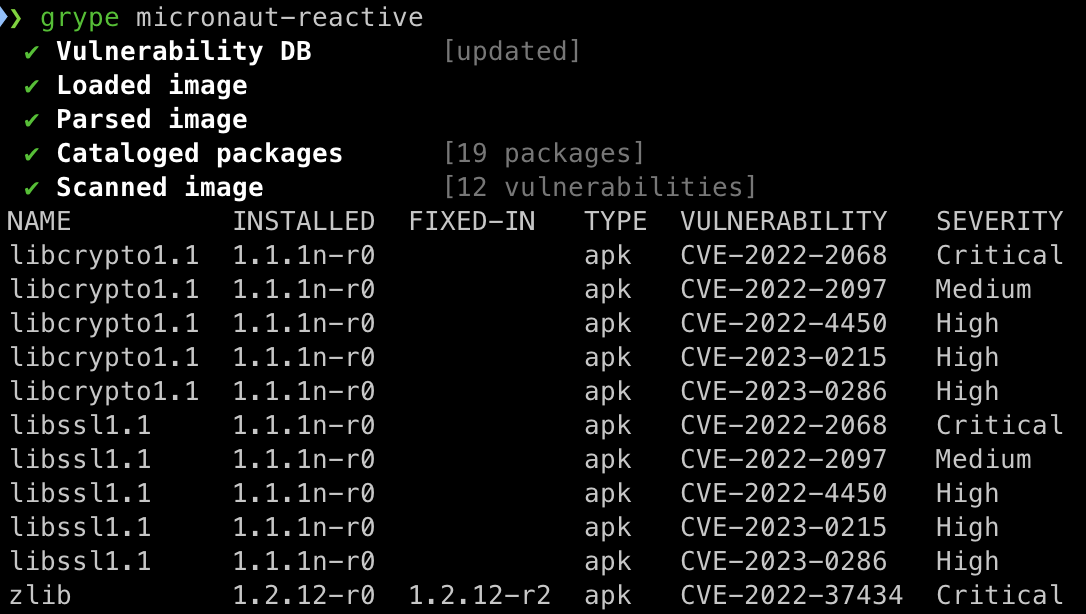 ❯ grype micronaut-reactive
✔ Vulnerability DB [updated]
✔ Loaded image
✔ Parsed image
✔ Cataloged packages [19 packages]
✔ Scanned image [12 vulnerabilities]
NAME INSTALLED FIXED-IN TYPE VULNERABILITY SEVERITY
libcrypto1.1 1.1.1n-r0 apk CVE-2022-2068 Critical
libcrypto1.1 1.1.1n-r0 apk CVE-2022-2097 Medium
libcrypto1.1 1.1.1n-r0 apk CVE-2022-4450 High
libcrypto1.1 1.1.1n-r0 apk CVE-2023-0215 High
libcrypto1.1 1.1.1n-r0 apk CVE-2023-0286 High
libssl1.1 1.1.1n-r0 apk CVE-2022-2068 Critical
libssl1.1 1.1.1n-r0 apk CVE-2022-2097 Medium
libssl1.1 1.1.1n-r0 apk CVE-2022-4450 High
libssl1.1 1.1.1n-r0 apk CVE-2023-0215 High
libssl1.1 1.1.1n-r0 apk CVE-2023-0286 High
zlib 1.2.12-r0 1.2.12-r2 apk CVE-2022-37434 Critical